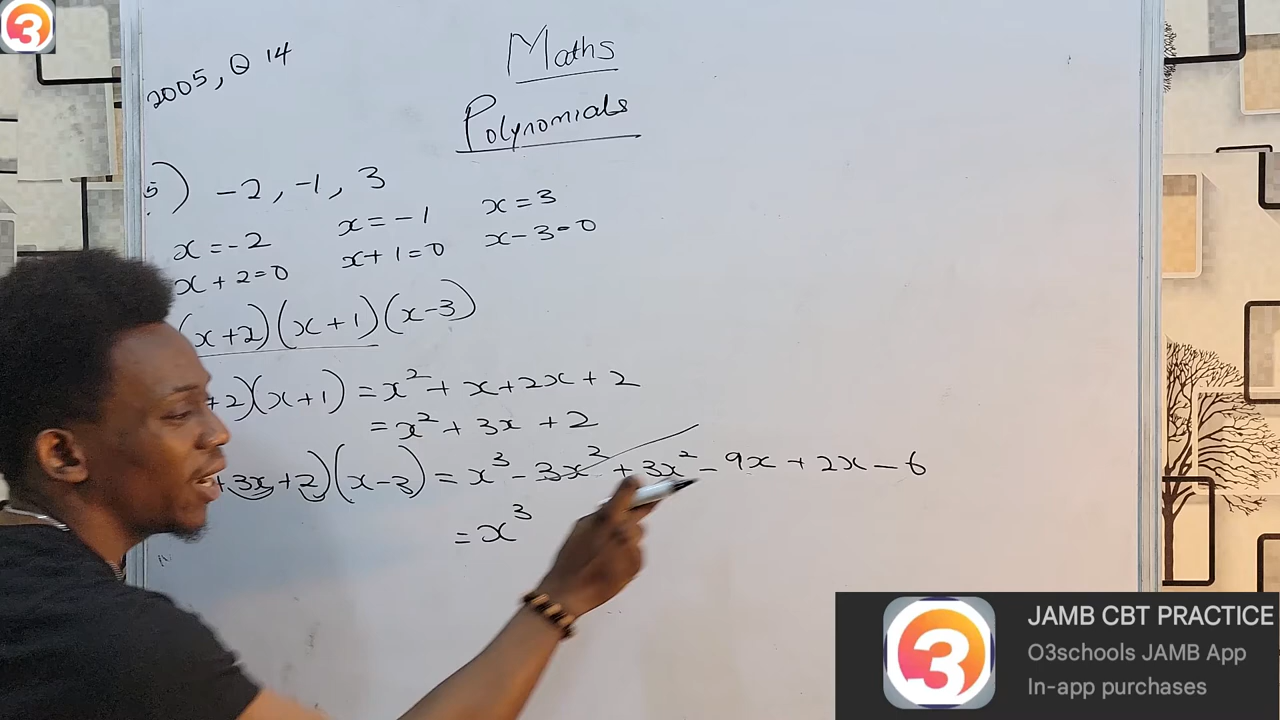 3
2005, Q 14
Maths
Polynomials
5) -2, -1, 3
x = -2 x = -1 x = 3
x + 2 = 0 x + 1 = 0 x - 3 = 0
(x+2)(x+1)(x-3)
+2)(x+1) = x² + x + 2x + 2
= x² + 3x + 2
+3x+2)(x-3) = x³ - 3x² + 3x² - 9x + 2x - 6
= x³
3
JAMB CBT PRACTICE
O3schools JAMB App
In-app purchases